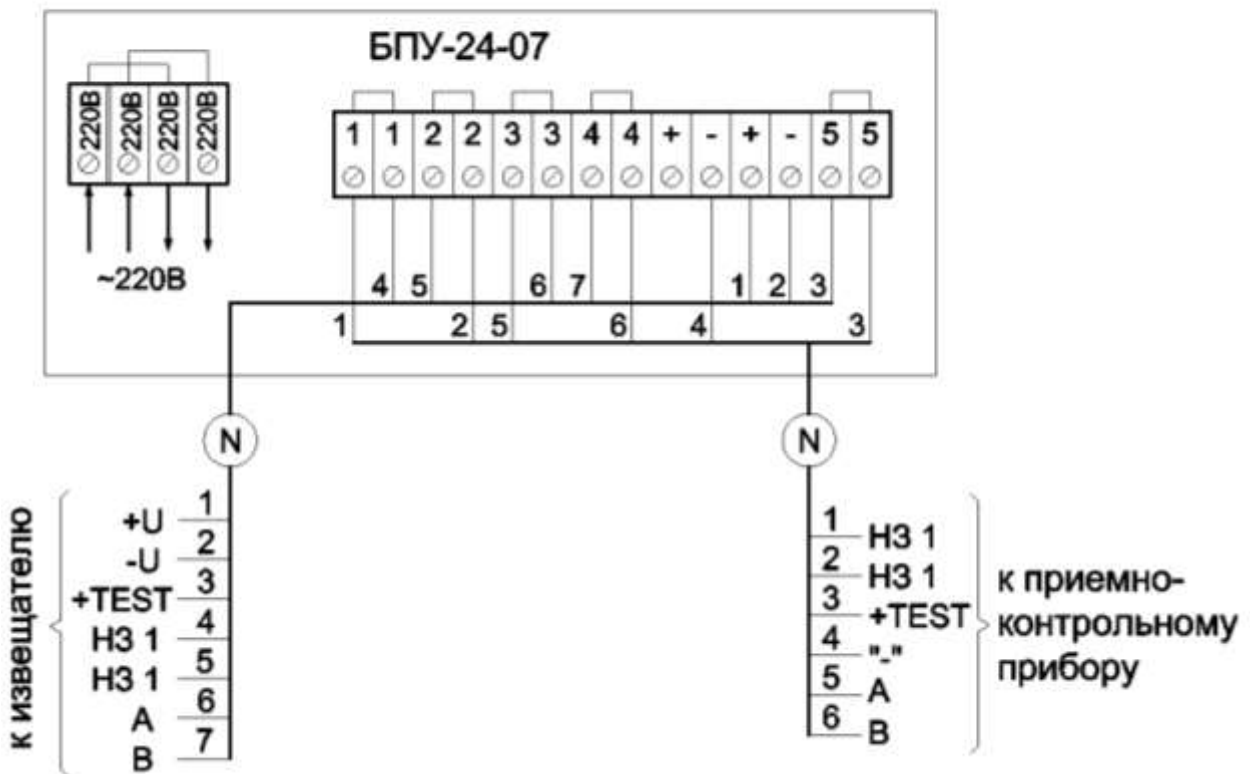 БПУ-24-07
220В 220В 220В 220В
1 1 2 2 3 3 4 4 + - + - 5 5
~220В
4 5 6 7 1 2 3
1 2 5 6 4 3
N
N
к извещателю
1
+U
2
-U
3
+TEST
4
НЗ 1
5
НЗ 1
6
A
7
B
1
НЗ 1
2
НЗ 1
3
+TEST
4
"-"
5
A
6
B
к приемно-
контрольному
прибору